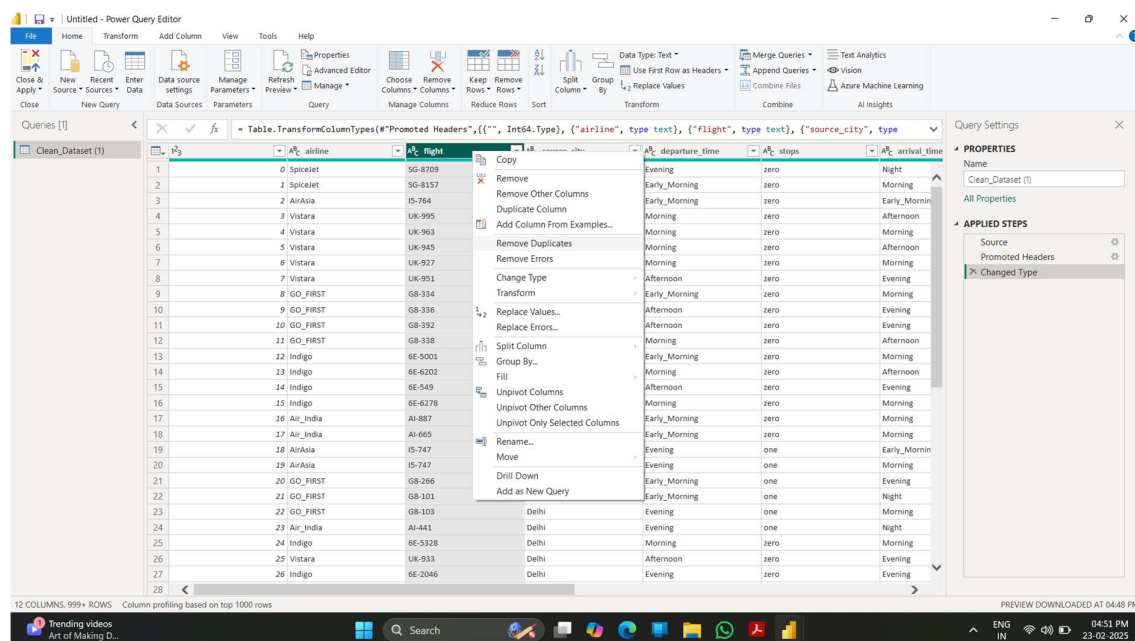 Untitled - Power Query Editor
File Home Transform Add Column View Tools Help
Close & Apply
New Source
Recent Sources
Enter Data
Data source settings
Manage Parameters
Refresh Preview
Properties
Advanced Editor
Manage
Choose Columns
Remove Columns
Keep Rows
Remove Rows
Split Column
Group By
Data Type: Text
Use First Row as Headers
Replace Values
Merge Queries
Append Queries
Combine Files
Text Analytics
Vision
Azure Machine Learning
Close New Query Data Sources Parameters Query Manage Columns Reduce Rows Sort Transform Combine AI Insights
Queries [1]
Clean_Dataset (1)
fx = Table.TransformColumnTypes(#"Promoted Headers",{{"", Int64.Type}, {"airline", type text}, {"flight", type text}, {"source_city", type
airline flight departure_time stops arrival_time
1 0 SpiceJet SG-8709 Evening zero Night
2 1 SpiceJet SG-8157 Early_Morning zero Morning
3 2 AirAsia I5-764 Early_Morning zero Early_Mornin
4 3 Vistara UK-995 Morning zero Afternoon
5 4 Vistara UK-963 Morning zero Morning
6 5 Vistara UK-945 Morning zero Afternoon
7 6 Vistara UK-927 Morning zero Morning
8 7 Vistara UK-951 Afternoon zero Evening
9 8 GO_FIRST G8-334 Early_Morning zero Morning
10 9 GO_FIRST G8-336 Afternoon zero Evening
11 10 GO_FIRST G8-392 Afternoon zero Evening
12 11 GO_FIRST G8-338 Morning zero Afternoon
13 12 Indigo 6E-5001 Early_Morning zero Morning
14 13 Indigo 6E-6202 Morning zero Afternoon
15 14 Indigo 6E-549 Afternoon zero Evening
16 15 Indigo 6E-6278 Morning zero Morning
17 16 Air_India AI-887 Early_Morning zero Morning
18 17 Air_India AI-665 Early_Morning zero Morning
19 18 AirAsia I5-747 Evening one Early_Mornin
20 19 AirAsia I5-747 Evening one Morning
21 20 GO_FIRST G8-266 Early_Morning one Evening
22 21 GO_FIRST G8-101 Early_Morning one Night
23 22 GO_FIRST G8-103 Delhi Evening one Morning
24 23 Air_India AI-441 Delhi Evening one Night
25 24 Indigo 6E-5328 Delhi Morning zero Morning
26 25 Vistara UK-933 Delhi Afternoon zero Evening
27 26 Indigo 6E-2046 Delhi Evening zero Evening
28
Copy
Remove
Remove Other Columns
Duplicate Column
Add Column From Examples...
Remove Duplicates
Remove Errors
Change Type
Transform
Replace Values...
Replace Errors...
Split Column
Group By...
Fill
Unpivot Columns
Unpivot Other Columns
Unpivot Only Selected Columns
Rename...
Move
Drill Down
Add as New Query
Query Settings
PROPERTIES
Name
Clean_Dataset (1)
All Properties
APPLIED STEPS
Source
Promoted Headers
Changed Type
12 COLUMNS, 999+ ROWS Column profiling based on top 1000 rows
PREVIEW DOWNLOADED AT 04:48 PM
Trending videos
Art of Making D...
Search
ENG
IN
04:51 PM
23-02-2025